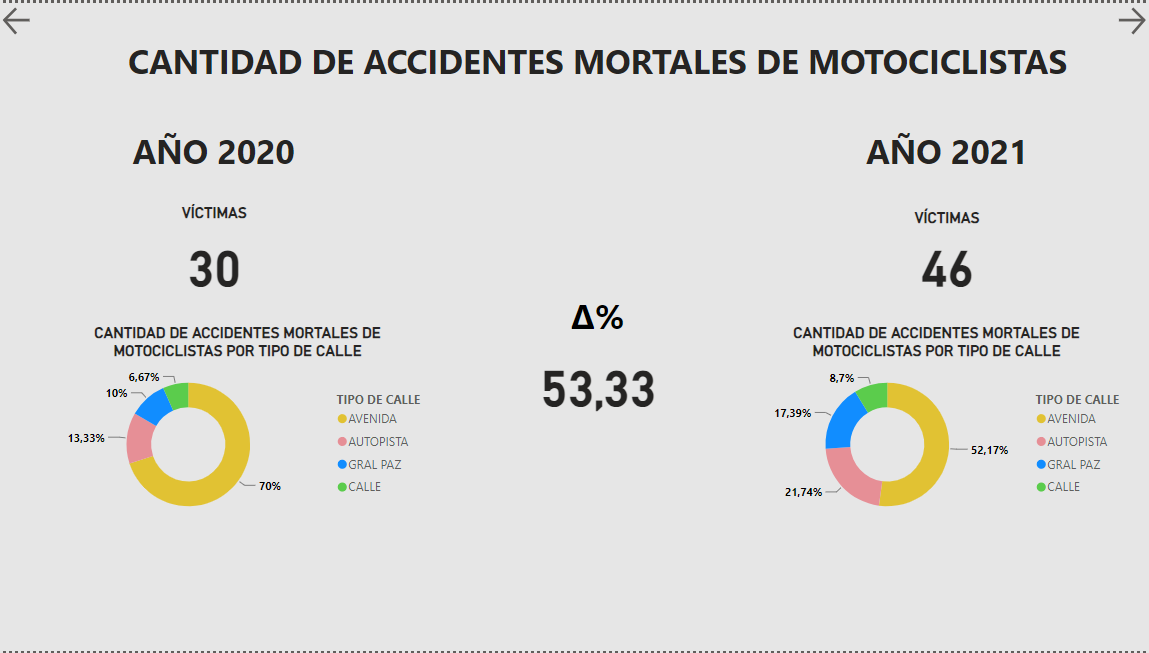 CANTIDAD DE ACCIDENTES MORTALES DE MOTOCICLISTAS
AÑO 2020
VÍCTIMAS
30
CANTIDAD DE ACCIDENTES MORTALES DE
MOTOCICLISTAS POR TIPO DE CALLE
6,67%
10%
13,33%
70%
TIPO DE CALLE
AVENIDA
AUTOPISTA
GRAL PAZ
CALLE
Δ%
53,33
AÑO 2021
VÍCTIMAS
46
CANTIDAD DE ACCIDENTES MORTALES DE
MOTOCICLISTAS POR TIPO DE CALLE
8,7%
17,39%
21,74%
52,17%
TIPO DE CALLE
AVENIDA
AUTOPISTA
GRAL PAZ
CALLE